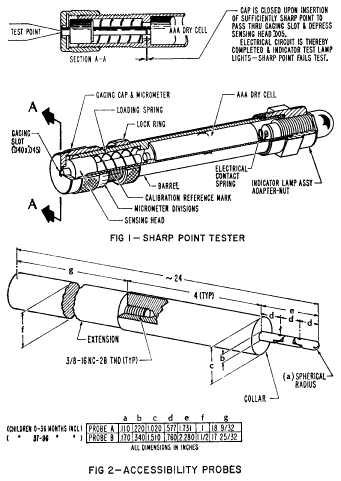 GAP IS CLOSED UPON INSERTION
OF SUFFICIENTLY SHARP POINT TO
PASS THRU GAGING SLOT & DEPRESS
SENSING HEAD .005.
ELECTRICAL CIRCUIT IS THEREBY
COMPLETED & INDICATOR TEST LAMP
LIGHTS—SHARP POINT FAILS TEST.
TEST POINT
AAA DRY CELL
SECTION A-A
A
GAGING CAP & MICROMETER
LOADING SPRING
LOCK RING
AAA DRY CELL
GAGING
SLOT
(.040x.045)
A
BARREL
CALIBRATION REFERENCE MARK
MICROMETER DIVISIONS
SENSING HEAD
ELECTRICAL
CONTACT
SPRING
INDICATOR LAMP ASSY
ADAPTER-NUT
FIG 1—SHARP POINT TESTER
~ 24
g
4 (TYP)
e
d
d
d
f
EXTENSION
3/8-16NC-2B THD (TYP)
b
c
(a) SPHERICAL
RADIUS
COLLAR
a b c d e f g
(CHILDREN 0-36 MONTHS INCL) PROBE A .110 .220 1.020 .577 1.731 1 18 9/32
( " 37-96 " " ) PROBE B .170 .340 1.510 .760 2.280 1 1/2 17 25/32
ALL DIMENSIONS IN INCHES
FIG 2—ACCESSIBILITY PROBES